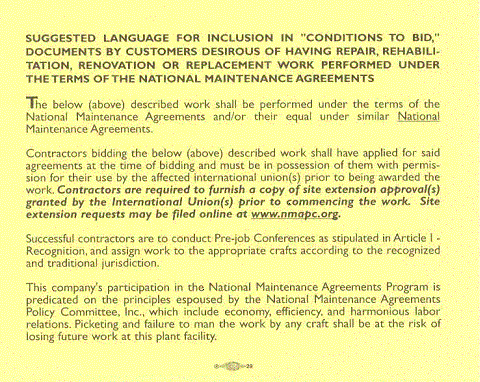 SUGGESTED LANGUAGE FOR INCLUSION IN "CONDITIONS TO BID,"
DOCUMENTS BY CUSTOMERS DESIROUS OF HAVING REPAIR, REHABILI-
TATION, RENOVATION OR REPLACEMENT WORK PERFORMED UNDER
THE TERMS OF THE NATIONAL MAINTENANCE AGREEMENTS
The below (above) described work shall be performed under the terms of the
National Maintenance Agreements and/or their equal under similar National
Maintenance Agreements.
Contractors bidding the below (above) described work shall have applied for said
agreements at the time of bidding and must be in possession of them with permis-
sion for their use by the affected international union(s) prior to being awarded the
work. Contractors are required to furnish a copy of site extension approval(s)
granted by the International Union(s) prior to commencing the work. Site
extension requests may be filed online at www.nmapc.org.
Successful contractors are to conduct Pre-job Conferences as stipulated in Article I -
Recognition, and assign work to the appropriate crafts according to the recognized
and traditional jurisdiction.
This company's participation in the National Maintenance Agreements Program is
predicated on the principles espoused by the National Maintenance Agreements
Policy Committee, Inc., which include economy, efficiency, and harmonious labor
relations. Picketing and failure to man the work by any craft shall be at the risk of
losing future work at this plant facility.